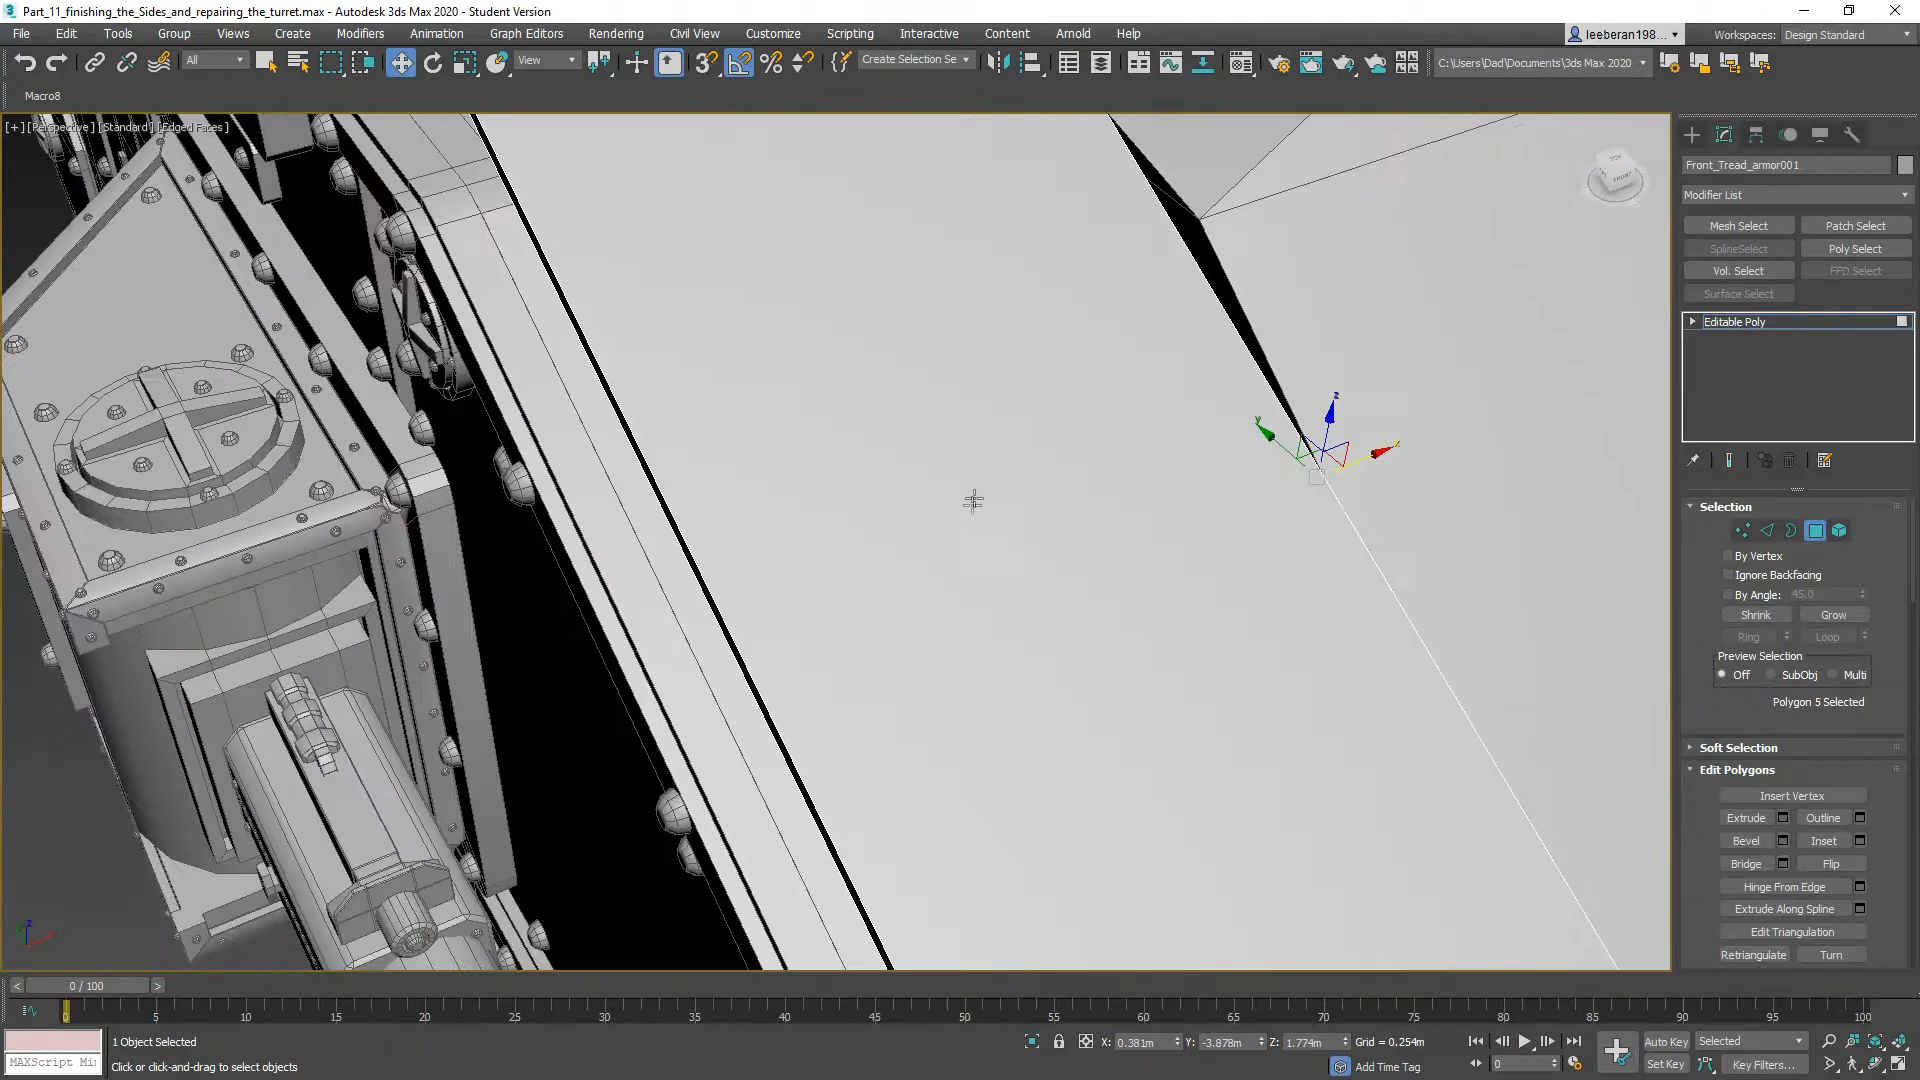 Part_11_finishing_the_Sides_and_repairing_the_turret.max - Autodesk 3ds Max 2020 - Student Version
File Edit Tools Group Views Create Modifiers Animation Graph Editors Rendering Civil View Customize Scripting Interactive Content Arnold Help leeberan198... Workspaces: Design Standard
All View Create Selection Se C:\Users\Dad\Documents\3ds Max 2020
Macro8
[+] [Perspective] [Standard] [Edged Faces]
Front_Tread_armor001
Modifier List
Mesh Select Patch Select
SplineSelect Poly Select
Vol. Select FFD Select
Surface Select
Editable Poly
Selection
By Vertex
Ignore Backfacing
By Angle: 45.0
Shrink Grow
Ring Loop
Preview Selection
Off SubObj Multi
Polygon 5 Selected
Soft Selection
Edit Polygons
Insert Vertex
Extrude Outline
Bevel Inset
Bridge Flip
Hinge From Edge
Extrude Along Spline
Edit Triangulation
Retriangulate Turn
0 / 100
0 5 10 15 20 25 30 35 40 45 50 55 60 65 70 75 80 85 90 95 100
1 Object Selected X: 0.381m Y: -3.878m Z: 1.774m Grid = 0.254m Auto Key Selected
MAXScript Mi Click or click-and-drag to select objects Add Time Tag 0 Set Key Key Filters...